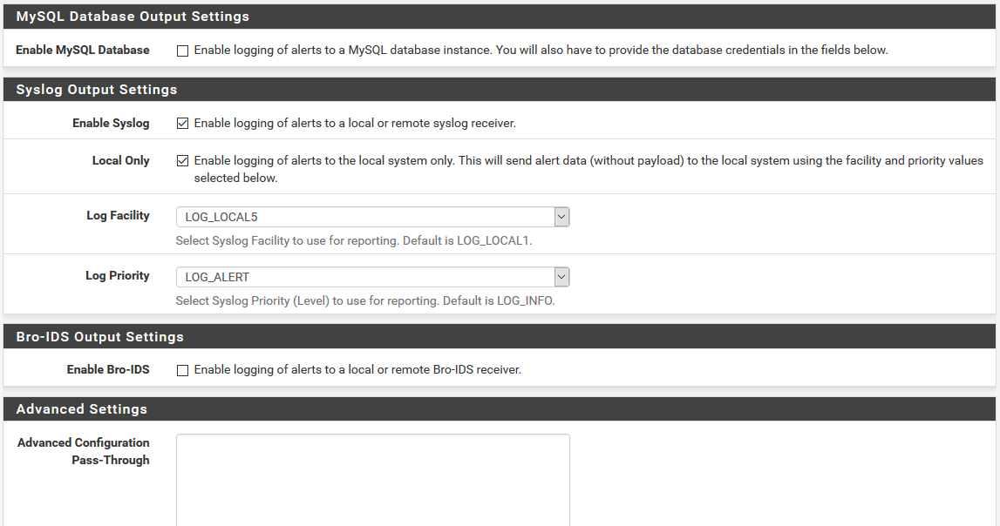 MySQL Database Output Settings
Enable MySQL Database Enable logging of alerts to a MySQL database instance. You will also have to provide the database credentials in the fields below.
Syslog Output Settings
Enable Syslog Enable logging of alerts to a local or remote syslog receiver.
Local Only Enable logging of alerts to the local system only. This will send alert data (without payload) to the local system using the facility and priority values
selected below.
Log Facility LOG_LOCAL5
Select Syslog Facility to use for reporting. Default is LOG_LOCAL1.
Log Priority LOG_ALERT
Select Syslog Priority (Level) to use for reporting. Default is LOG_INFO.
Bro-IDS Output Settings
Enable Bro-IDS Enable logging of alerts to a local or remote Bro-IDS receiver.
Advanced Settings
Advanced Configuration
Pass-Through